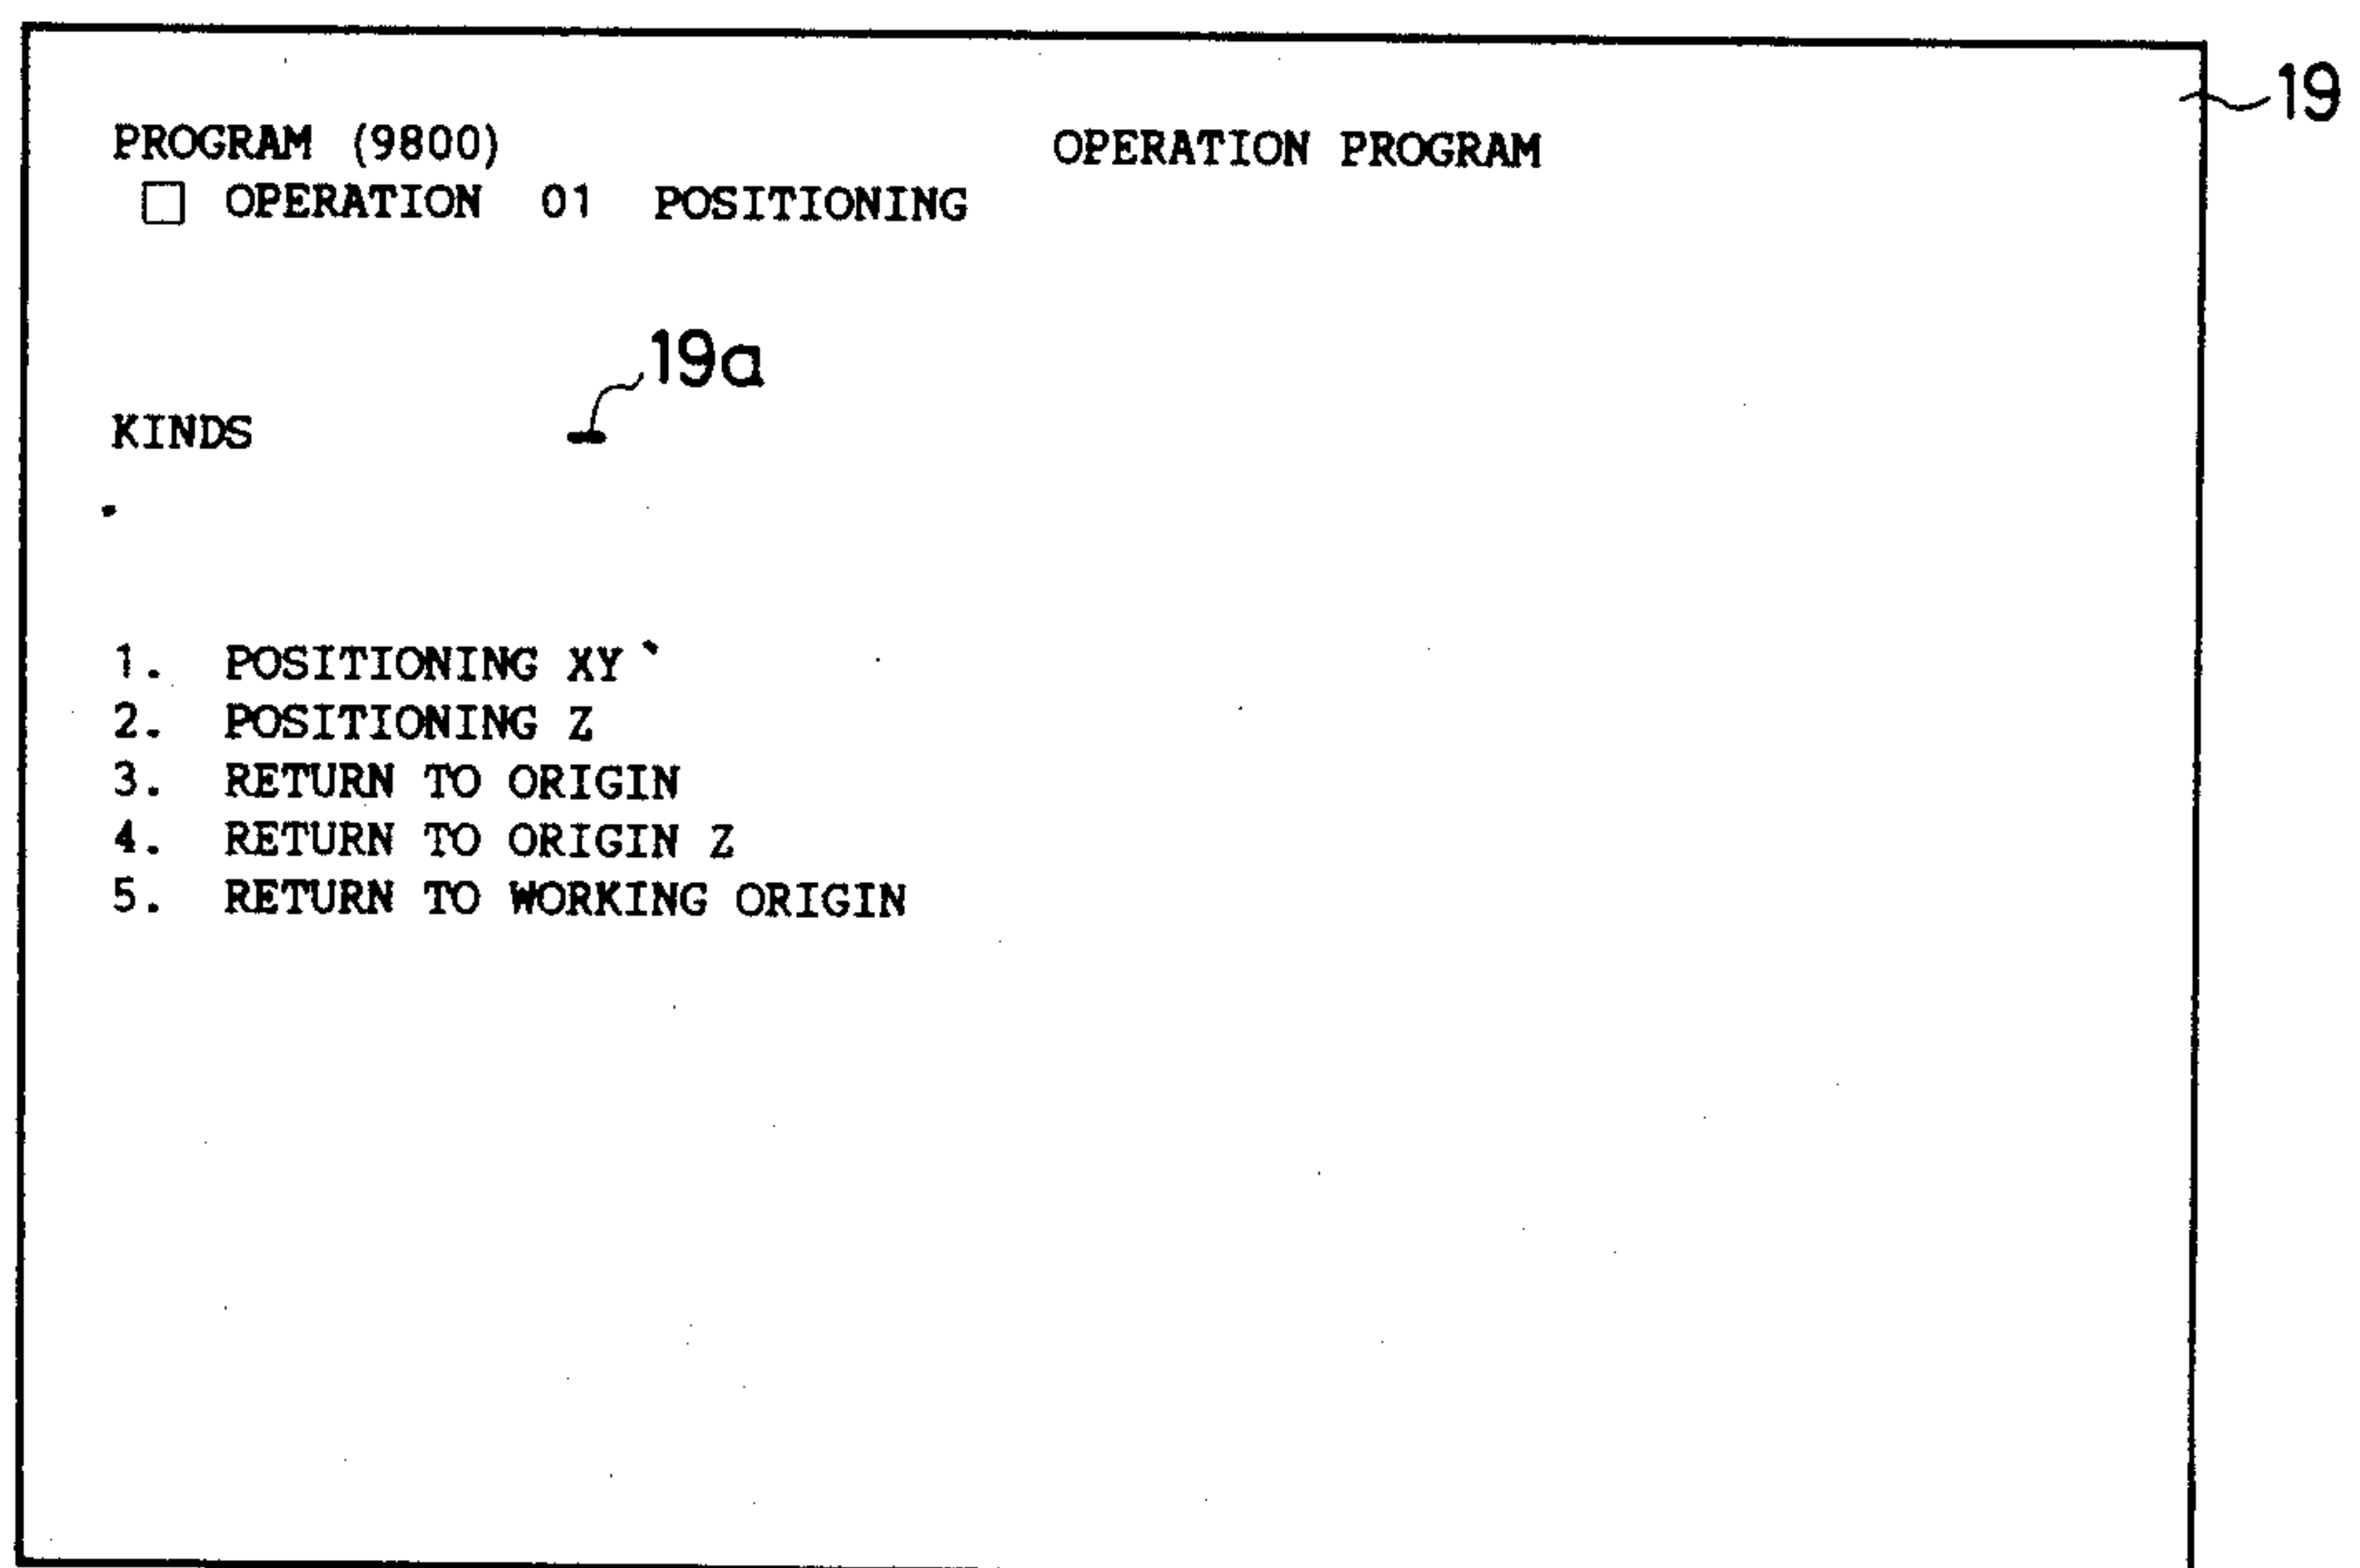 19
PROGRAM (9800) OPERATION PROGRAM
□ OPERATION 01 POSITIONING
19a
KINDS
1. POSITIONING XY
2. POSITIONING Z
3. RETURN TO ORIGIN
4. RETURN TO ORIGIN Z
5. RETURN TO WORKING ORIGIN